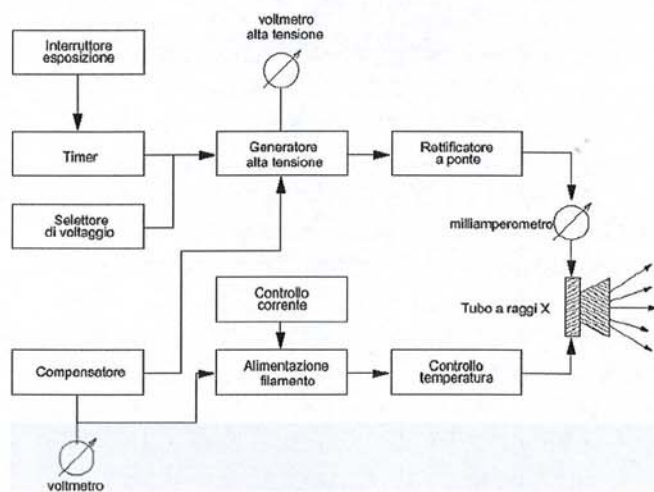 voltmetro
alta tensione
Interruttore
esposizione
Timer
Generatore
alta tensione
Rettificatore
a ponte
Selettore
di voltaggio
milliamperometro
Controllo
corrente
Tubo a raggi X
Compensatore
Alimentazione
filamento
Controllo
temperatura
voltmetro